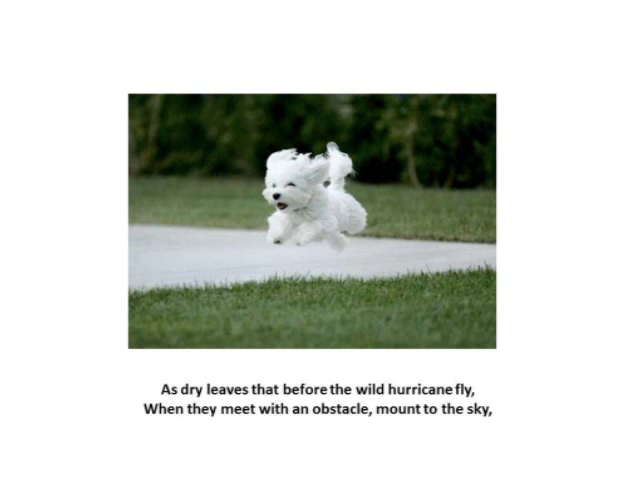 As dry leaves that before the wild hurricane fly,
When they meet with an obstacle, mount to the sky,